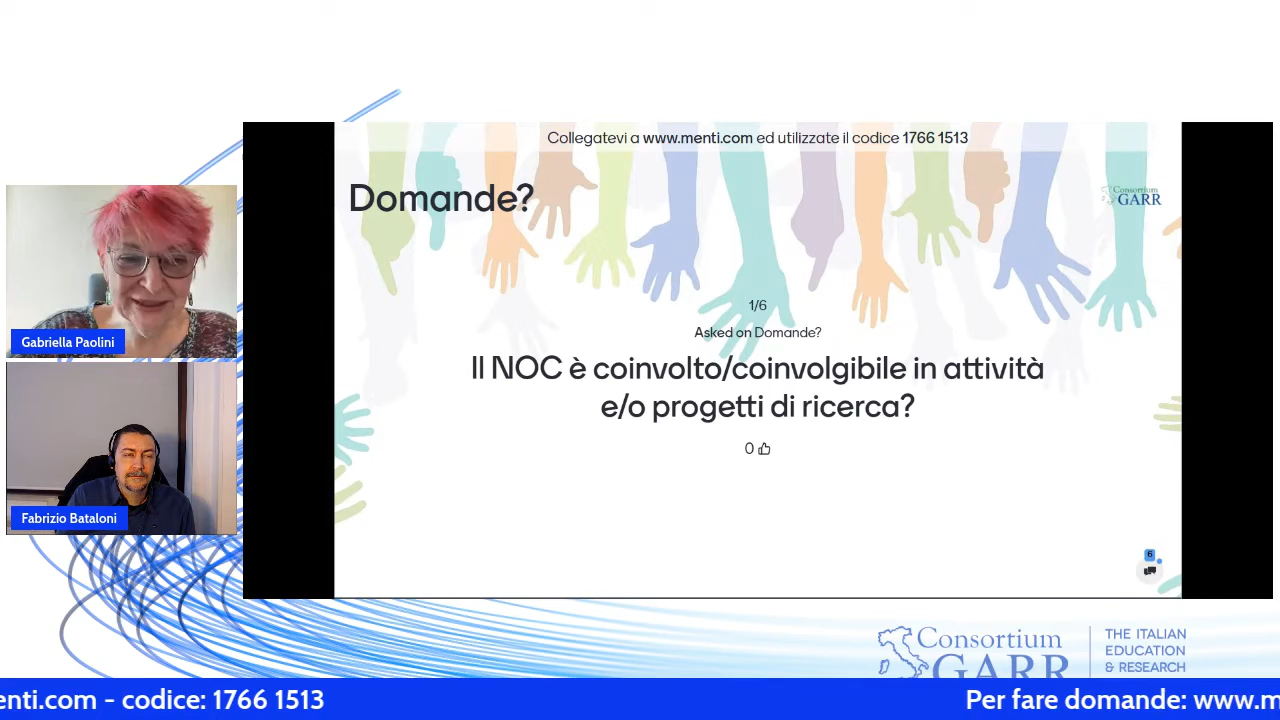 Collegatevi a www.menti.com ed utilizzate il codice 1766 1513
Domande?
Consortium
GARR
1/6
Asked on Domande?
Il NOC è coinvolto/coinvolgibile in attività
e/o progetti di ricerca?
0
6
Gabriella Paolini
Fabrizio Bataloni
Consortium
GARR
THE ITALIAN
EDUCATION
& RESEARCH
enti.com - codice: 1766 1513
Per fare domande: www.m